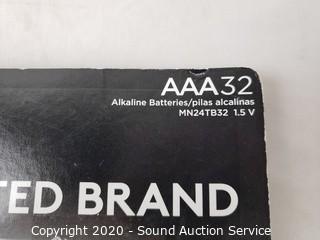 AAA32
Alkaline Batteries/pilas alcalinas
MN24TB32 1.5 V
TED BRAND
Copyright 2020 - Sound Auction Service